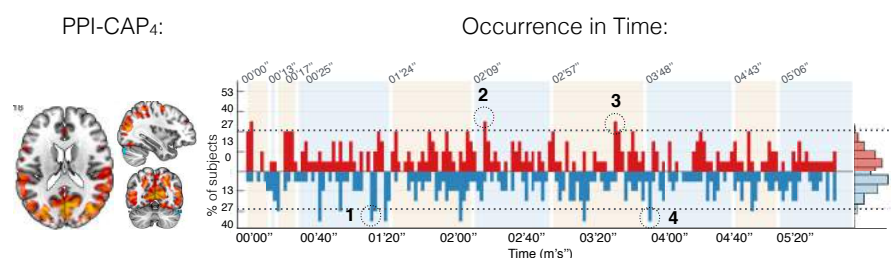 PPI-CAP₄:
Occurrence in Time:
00'00'' 00'13'' 00'17'' 00'25'' 01'24'' 02'09'' 02'57'' 03'48'' 04'43'' 05'06''
18
% of subjects
53
40
27
13
0
13
27
40
1
2
3
4
00'00'' 00'40'' 01'20'' 02'00'' 02'40'' 03'20'' 04'00'' 04'40'' 05'20''
Time (m's'')